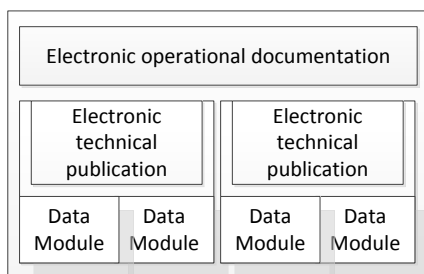 Electronic operational documentation
Electronic
technical
publication
Electronic
technical
publication
Data
Module
Data
Module
Data
Module
Data
Module